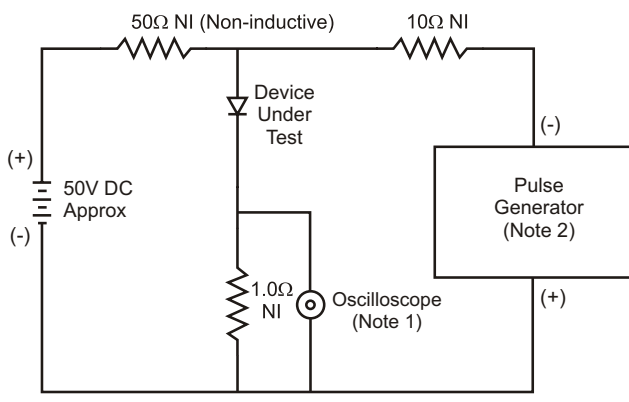 50Ω NI (Non-inductive)
10Ω NI
Device
Under
Test
(-)
(+)
50V DC
Approx
(-)
Pulse
Generator
(Note 2)
1.0Ω
NI
Oscilloscope
(Note 1)
(+)